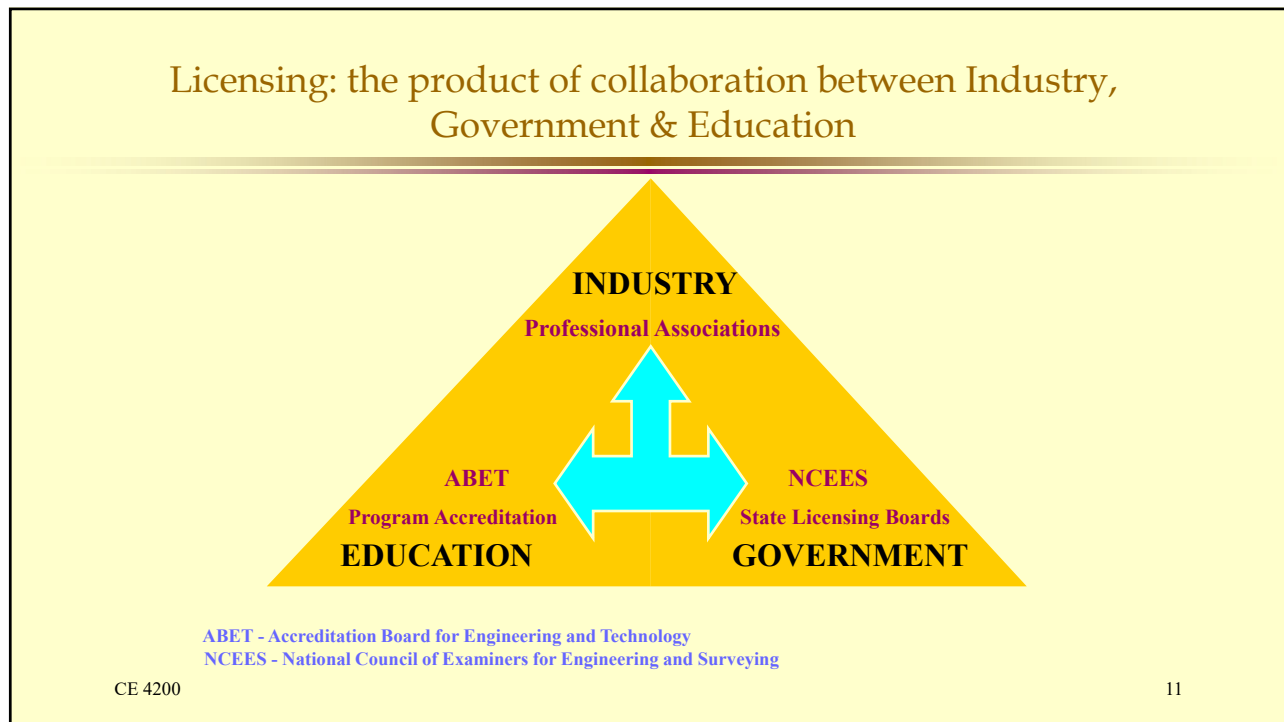 Licensing: the product of collaboration between Industry,
Government & Education
INDUSTRY
Professional Associations
ABET
Program Accreditation
EDUCATION
NCEES
State Licensing Boards
GOVERNMENT
ABET - Accreditation Board for Engineering and Technology
NCEES - National Council of Examiners for Engineering and Surveying
CE 4200
11